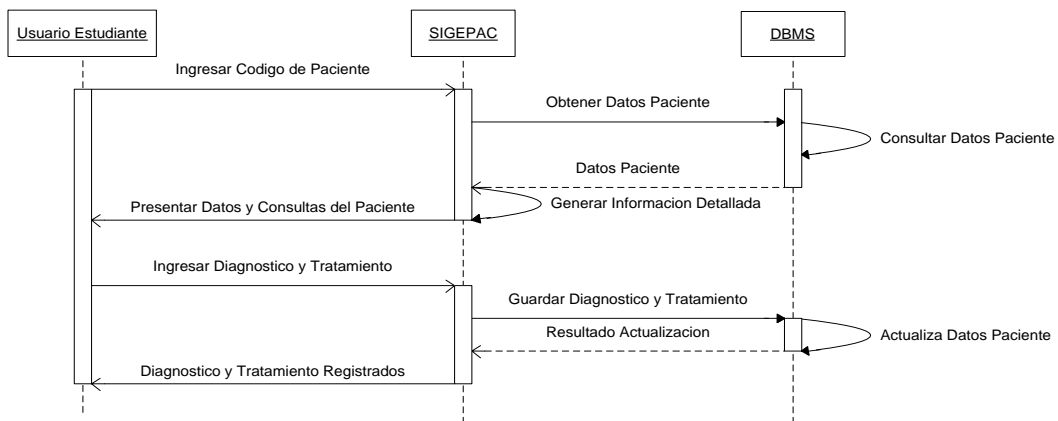 Usuario Estudiante
SIGEPAC
DBMS
Ingresar Codigo de Paciente
Obtener Datos Paciente
Consultar Datos Paciente
Datos Paciente
Generar Informacion Detallada
Presentar Datos y Consultas del Paciente
Ingresar Diagnostico y Tratamiento
Guardar Diagnostico y Tratamiento
Resultado Actualizacion
Actualiza Datos Paciente
Diagnostico y Tratamiento Registrados